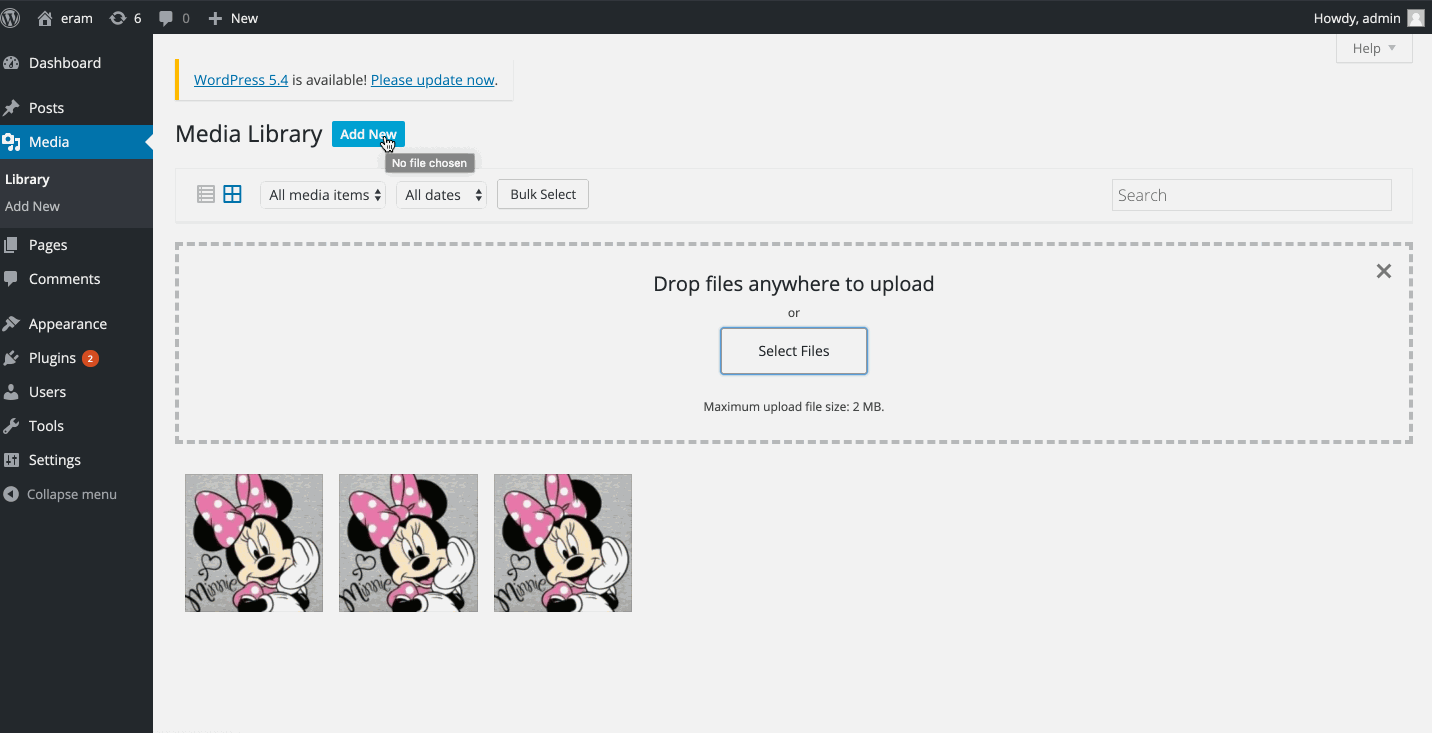 eram 6 0 New Howdy, admin
Help
Dashboard
Posts
Media
Library
Add New
Pages
Comments
Appearance
Plugins 2
Users
Tools
Settings
Collapse menu
WordPress 5.4 is available! Please update now.
Media Library Add New
No file chosen
All media items All dates Bulk Select Search
Drop files anywhere to upload
or
Select Files
Maximum upload file size: 2 MB.
Minnie Minnie Minnie